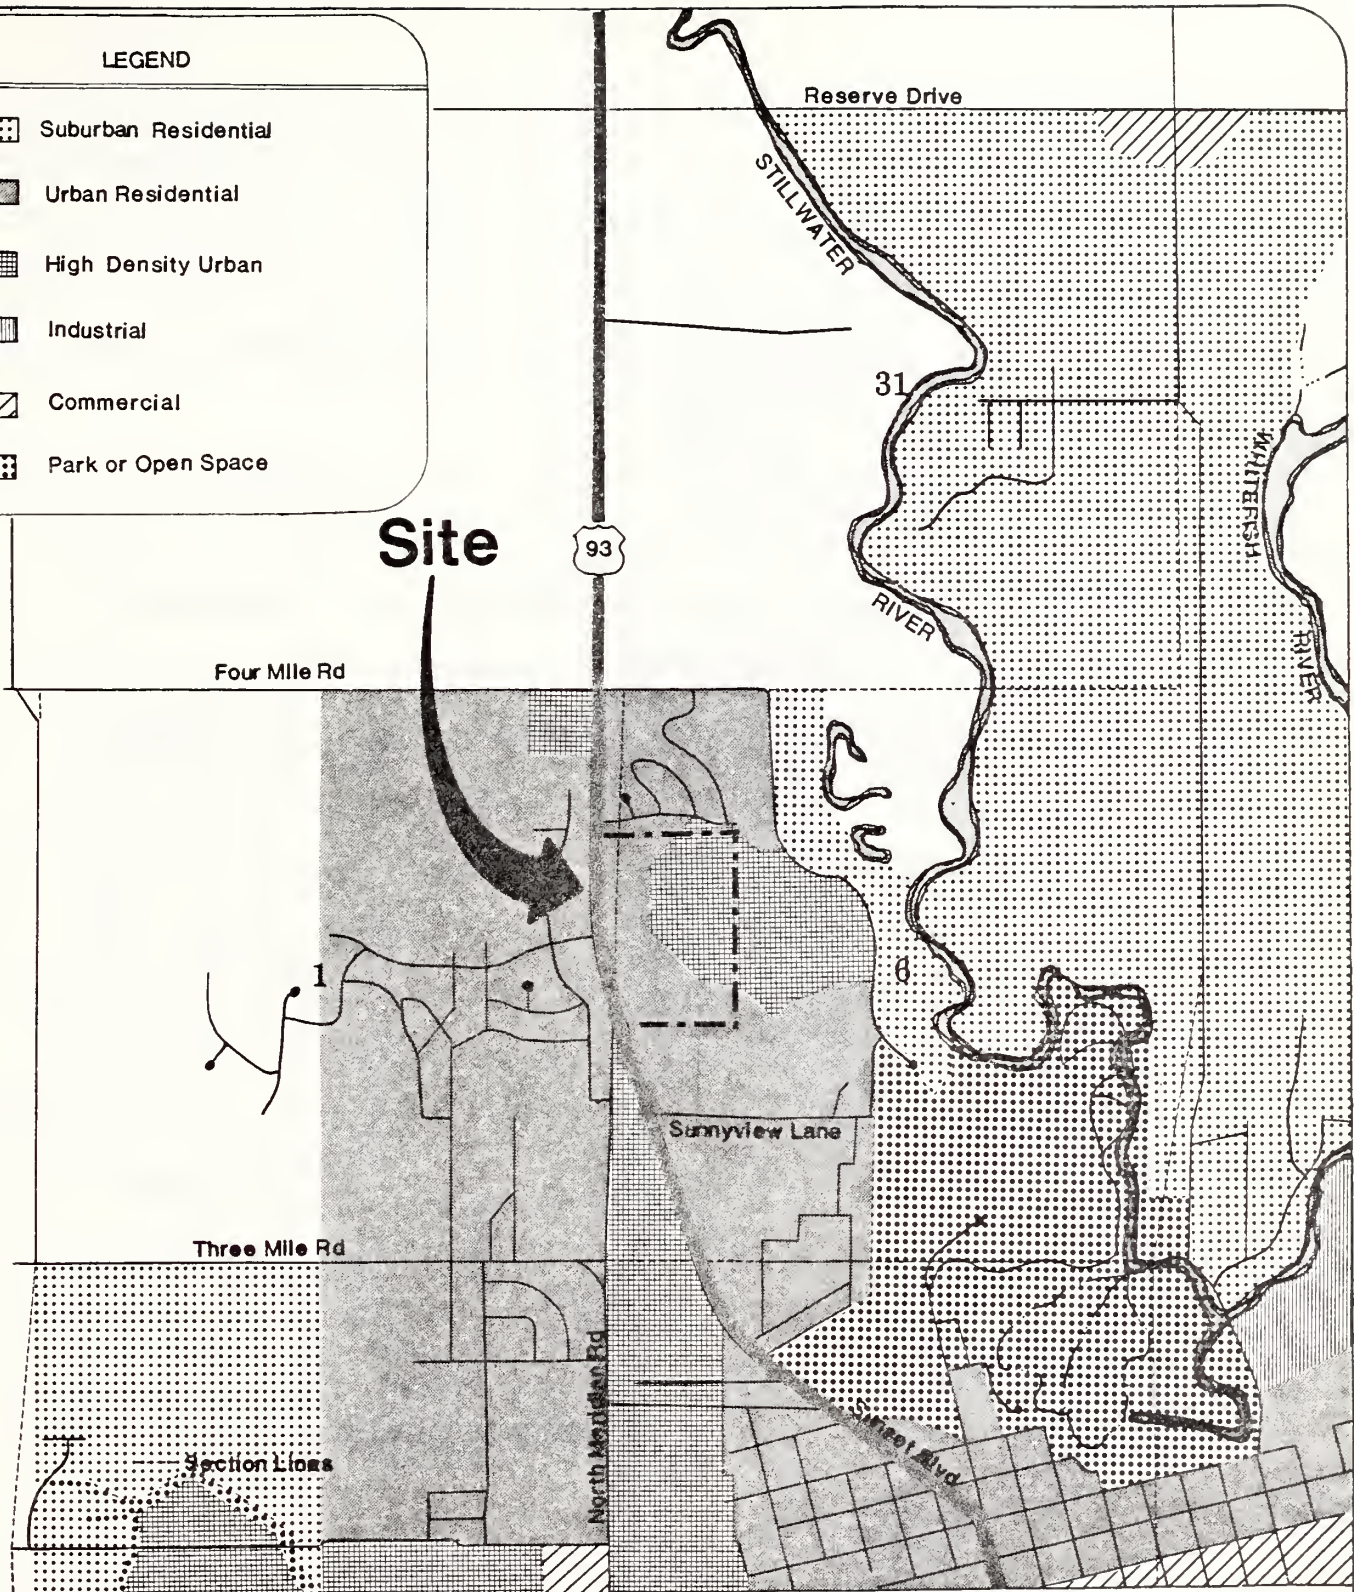 LEGEND
Suburban Residential
Urban Residential
High Density Urban
Industrial
Commercial
Park or Open Space
Reserve Drive
STILLWATER
31
WHITEFISH
Site
93
RIVER
RIVER
Four Mile Rd
1
6
Sunnyview Lane
Three Mile Rd
North Meridian Rd
Sunset Blvd
Section Lines